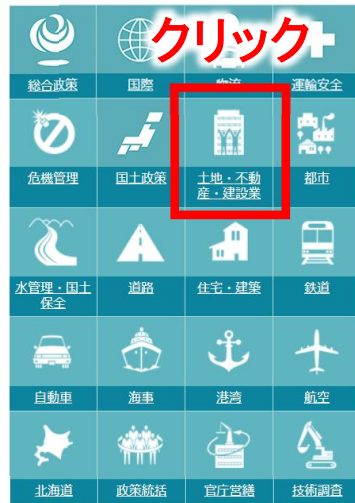 クリック
総合政策
国際
物流
運輸安全
危機管理
国土政策
土地・不動
産・建設業
都市
水管理・国土
保全
道路
住宅・建築
鉄道
自動車
海事
港湾
航空
北海道
政策統括
官庁営繕
技術調査